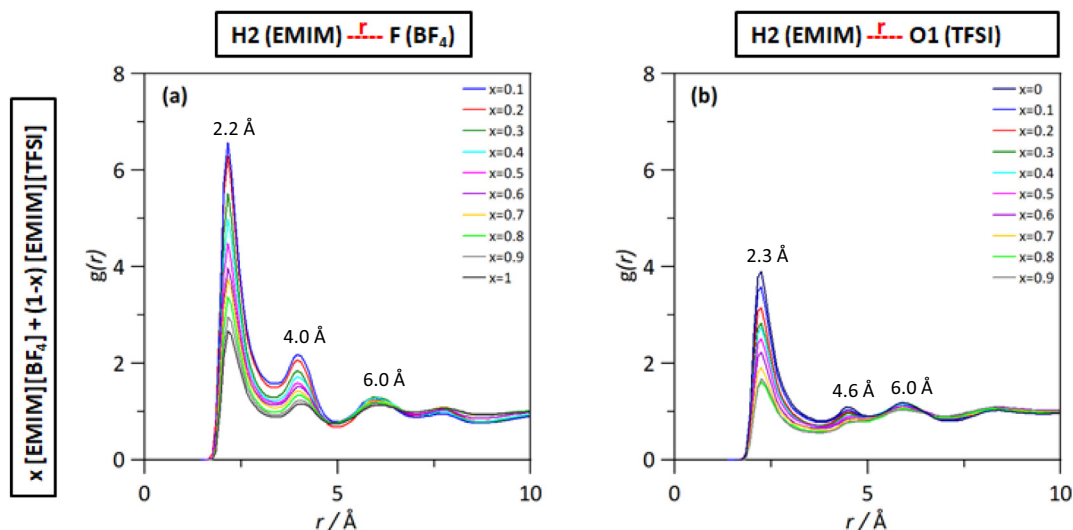 H2 (EMIM) ----- F (BF₄)
r
H2 (EMIM) ----- O1 (TFSI)
r
x [EMIM][BF₄] + (1-x) [EMIM][TFSI]
(a)
8
6
4
2
0
g(r)
2.2 Å
4.0 Å
6.0 Å
x=0.1
x=0.2
x=0.3
x=0.4
x=0.5
x=0.6
x=0.7
x=0.8
x=0.9
x=1
0
5
10
r / Å
(b)
8
6
4
2
0
g(r)
2.3 Å
4.6 Å
6.0 Å
x=0
x=0.1
x=0.2
x=0.3
x=0.4
x=0.5
x=0.6
x=0.7
x=0.8
x=0.9
0
5
10
r / Å